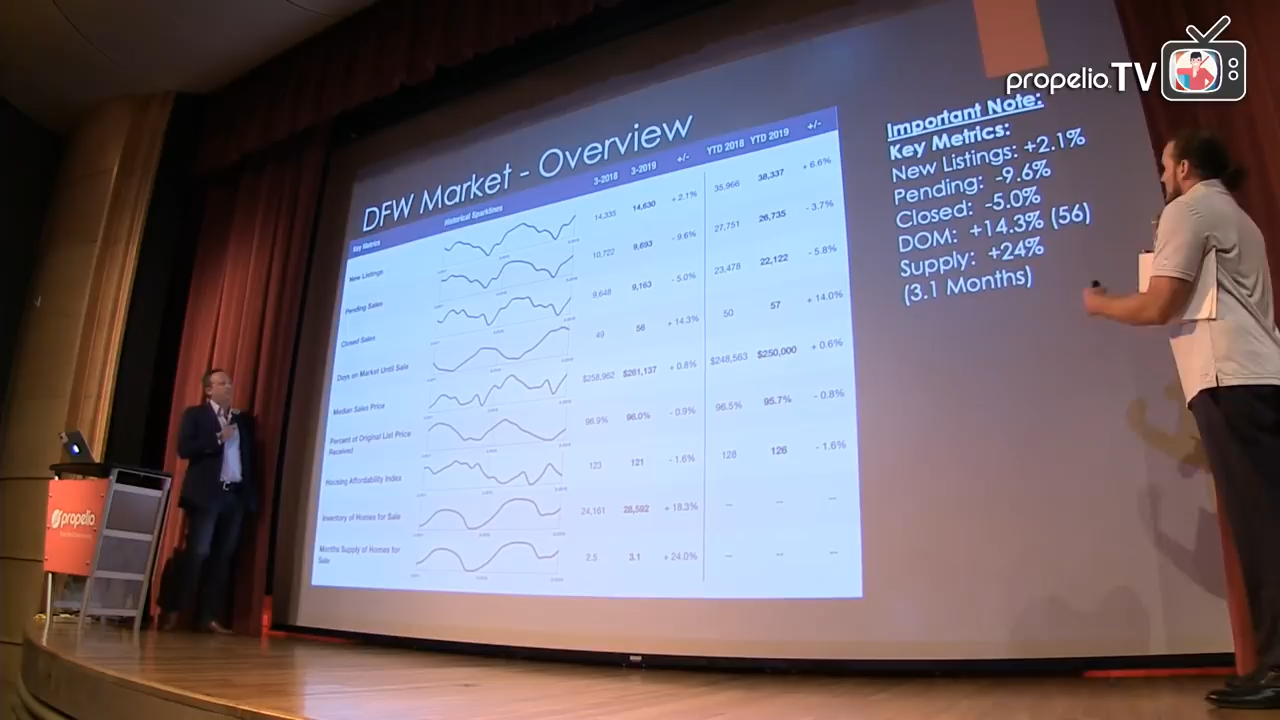 propelio TV
DFW Market - Overview
Key Metrics Historical Sparklines 3-2018 3-2019 +/- YTD 2018 YTD 2019 +/-
New Listings 14,335 14,630 + 2.1% 35,966 38,337 + 6.6%
Pending Sales 10,722 9,693 - 9.6% 27,751 26,735 - 3.7%
Closed Sales 9,648 9,163 - 5.0% 23,478 22,122 - 5.8%
Days on Market Until Sale 49 56 + 14.3% 50 57 + 14.0%
Median Sales Price $258,962 $261,137 + 0.8% $248,563 $250,000 + 0.6%
Percent of Original List Price
Received 96.9% 96.0% - 0.9% 96.5% 95.7% - 0.8%
Housing Affordability Index 123 121 - 1.6% 128 126 - 1.6%
Inventory of Homes for Sale 24,161 28,592 + 18.3% -- -- --
Months Supply of Homes for
Sale 2.5 3.1 + 24.0% -- -- --
Important Note:
Key Metrics:
New Listings: +2.1%
Pending: -9.6%
Closed: -5.0%
DOM: +14.3% (56)
Supply: +24%
(3.1 Months)
propelio